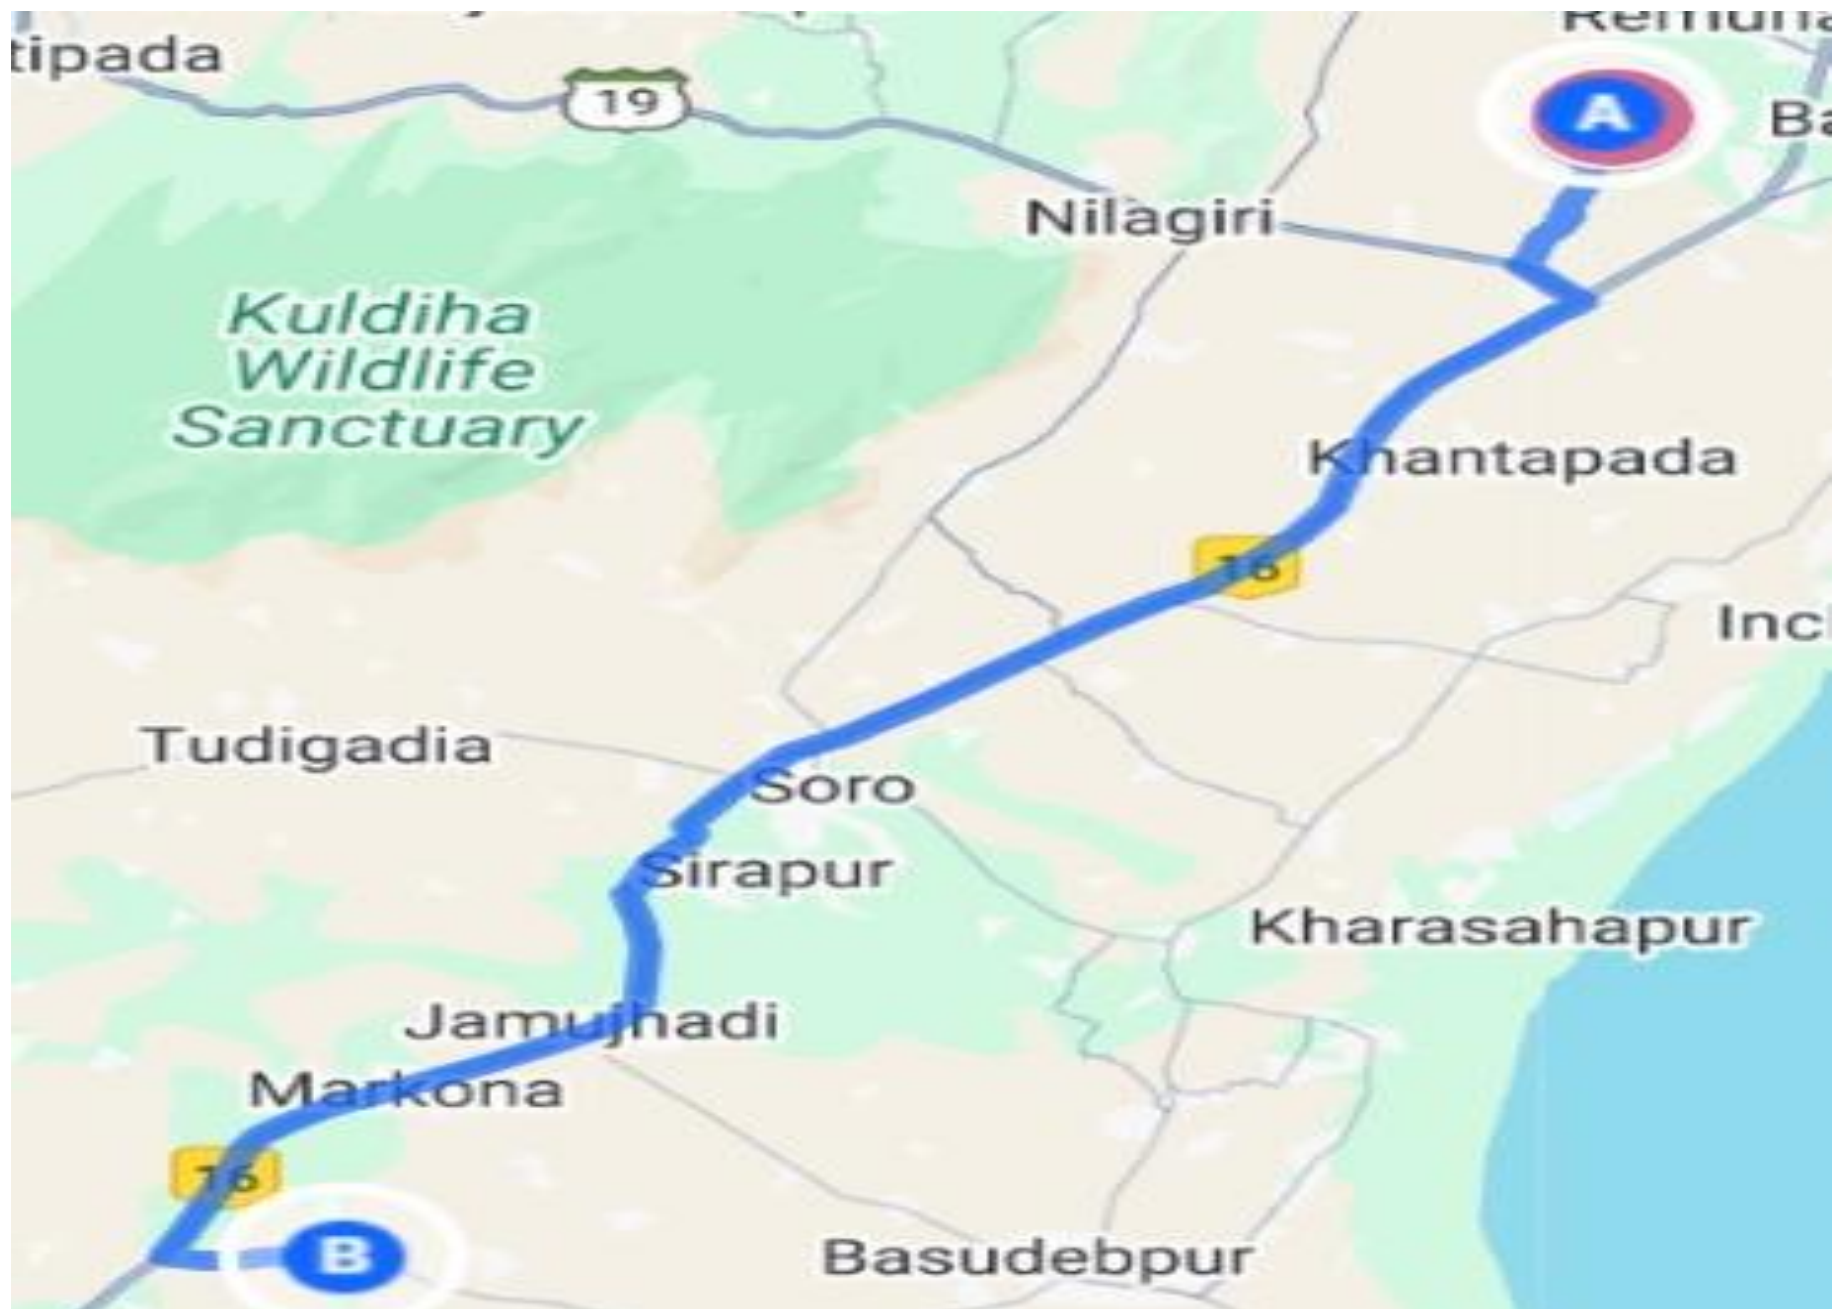 tipada
19
A
Nilagiri
Kuldiha
Wildlife
Sanctuary
Khantapada
16
Tudigadia
Soro
Sirapur
Kharasahapur
Jamujhadi
Markona
16
B
Basudebpur